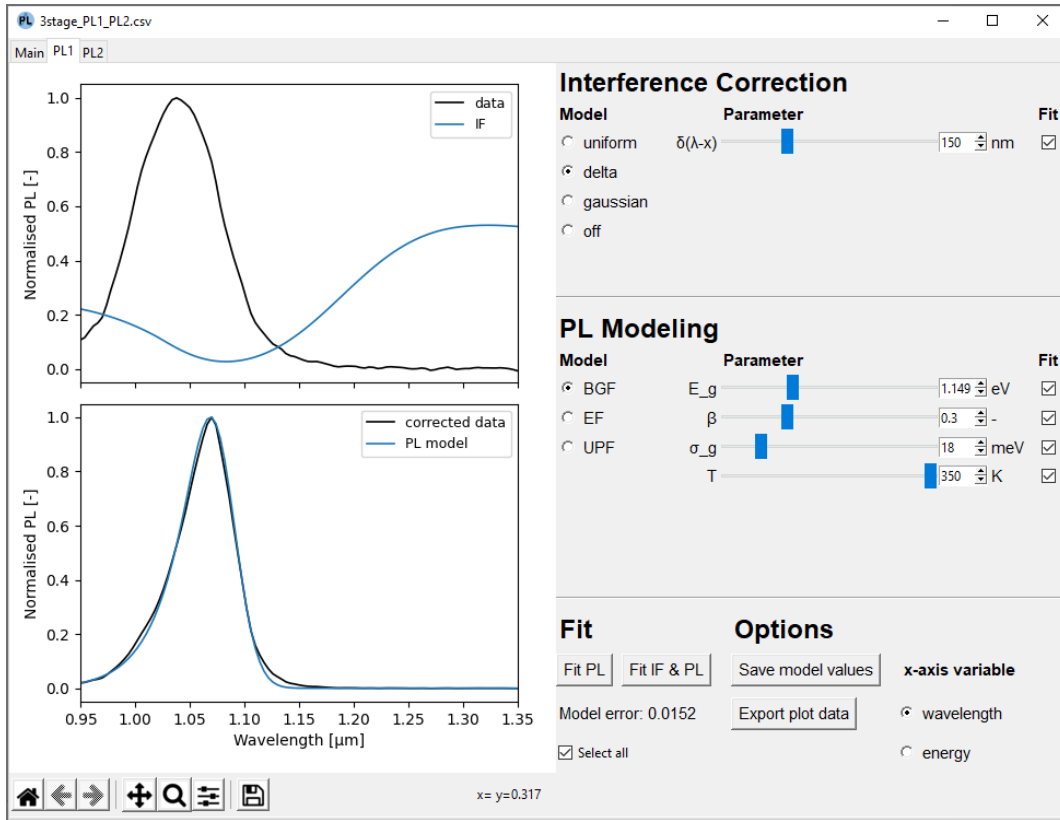 PL 3stage_PL1_PL2.csv
Main PL1 PL2
1.0
0.8
0.6
0.4
0.2
0.0
Normalised PL [-]
data
IF
1.0
0.8
0.6
0.4
0.2
0.0
Normalised PL [-]
corrected data
PL model
0.95 1.00 1.05 1.10 1.15 1.20 1.25 1.30 1.35
Wavelength [µm]
x= y=0.317
Interference Correction
Model Parameter Fit
uniform δ(λ-x) 150 nm
delta
gaussian
off
PL Modeling
Model Parameter Fit
BGF E_g 1.149 eV
EF β 0.3 -
UPF σ_g 18 meV
T 350 K
Fit Options
Fit PL Fit IF & PL Save model values x-axis variable
Model error: 0.0152 Export plot data wavelength
Select all energy